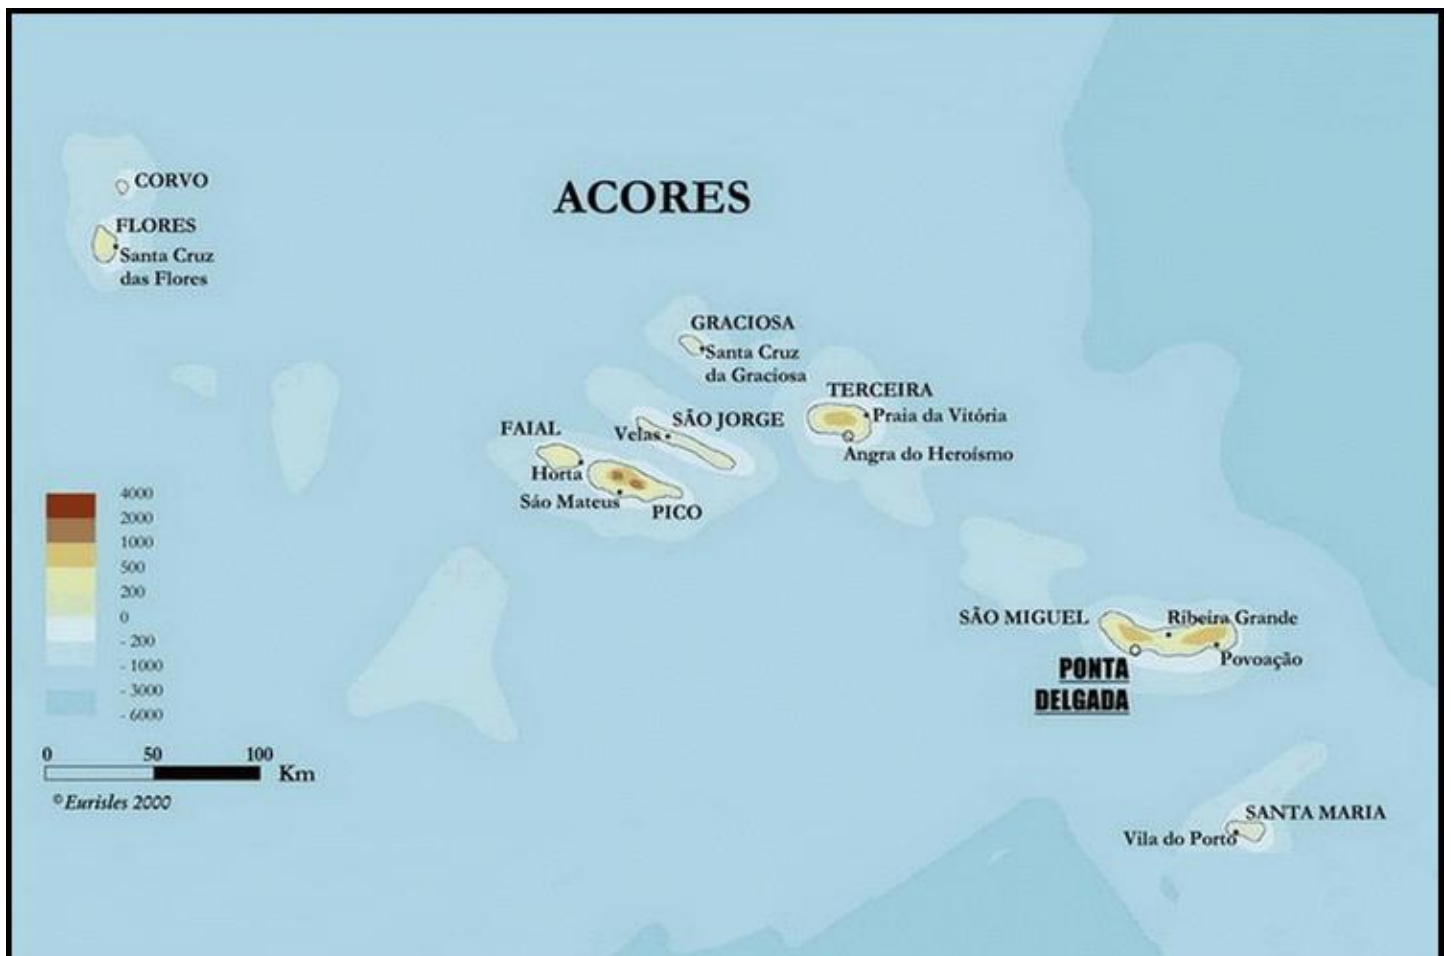 ACORES
CORVO
FLORES
Santa Cruz
das Flores
GRACIOSA
Santa Cruz
da Graciosa
TERCEIRA
Praia da Vitória
Angra do Heroísmo
SÃO JORGE
Velas
FAIAL
Horta
São Mateus
PICO
SÃO MIGUEL
Ribeira Grande
Povoação
PONTA
DELGADA
SANTA MARIA
Vila do Porto
4000
2000
1000
500
200
0
- 200
- 1000
- 3000
- 6000
0 50 100
Km
© Eurisles 2000